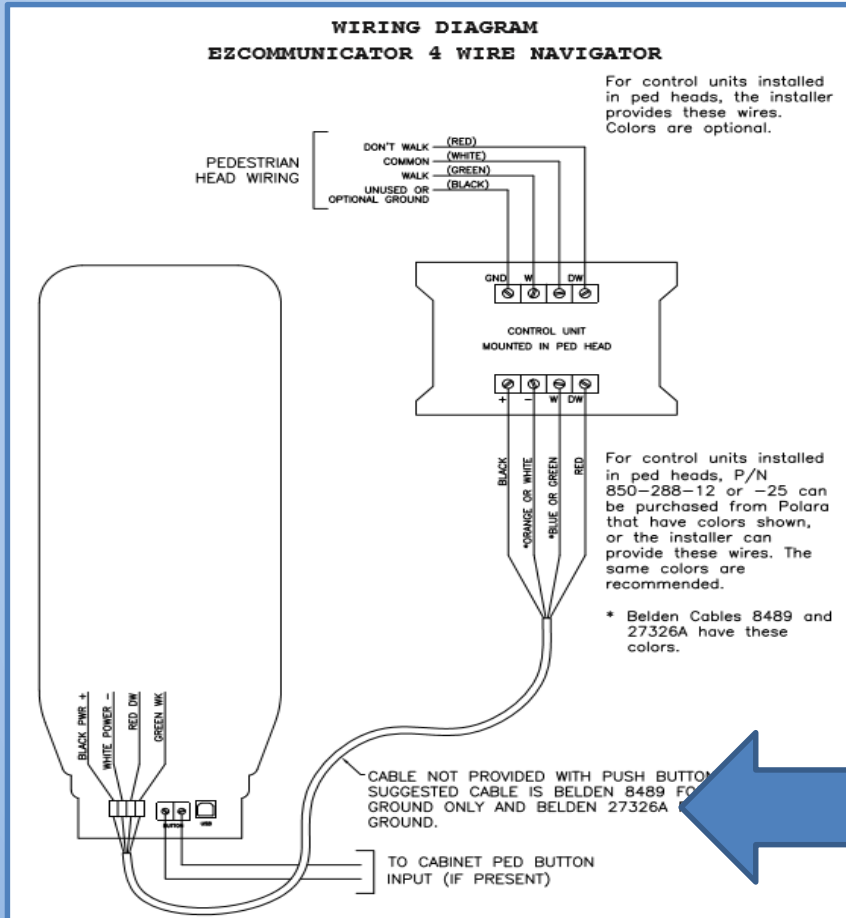 WIRING DIAGRAM
EZCOMMUNICATOR 4 WIRE NAVIGATOR
For control units installed
in ped heads, the installer
provides these wires.
Colors are optional.
PEDESTRIAN
HEAD WIRING
DON'T WALK (RED)
COMMON (WHITE)
WALK (GREEN)
UNUSED OR (BLACK)
OPTIONAL GROUND
GND W DW
CONTROL UNIT
MOUNTED IN PED HEAD
+ - W DW
BLACK
*ORANGE OR WHITE
*BLUE OR GREEN
RED
For control units installed
in ped heads, P/N
850-288-12 or -25 can
be purchased from Polara
that have colors shown,
or the installer can
provide these wires. The
same colors are
recommended.
* Belden Cables 8489 and
27326A have these
colors.
BLACK PWR +
WHITE POWER -
RED DW
GREEN WK
BUTTON
USB
CABLE NOT PROVIDED WITH PUSH
SUGGESTED CABLE IS BELDEN 8489
GROUND ONLY AND BELDEN 27326A
GROUND.
TO CABINET PED BUTTON
INPUT (IF PRESENT)